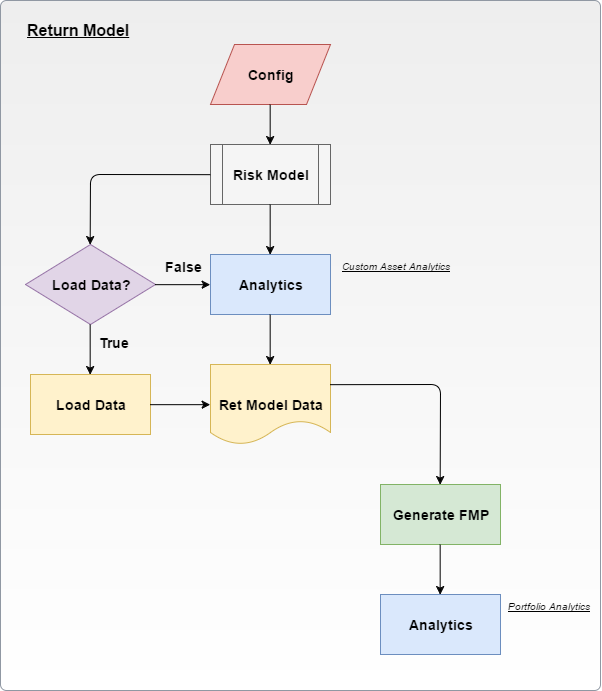 Return Model
Config
Risk Model
Load Data?
False
Analytics
Custom Asset Analytics
True
Load Data
Ret Model Data
Generate FMP
Analytics
Portfolio Analytics